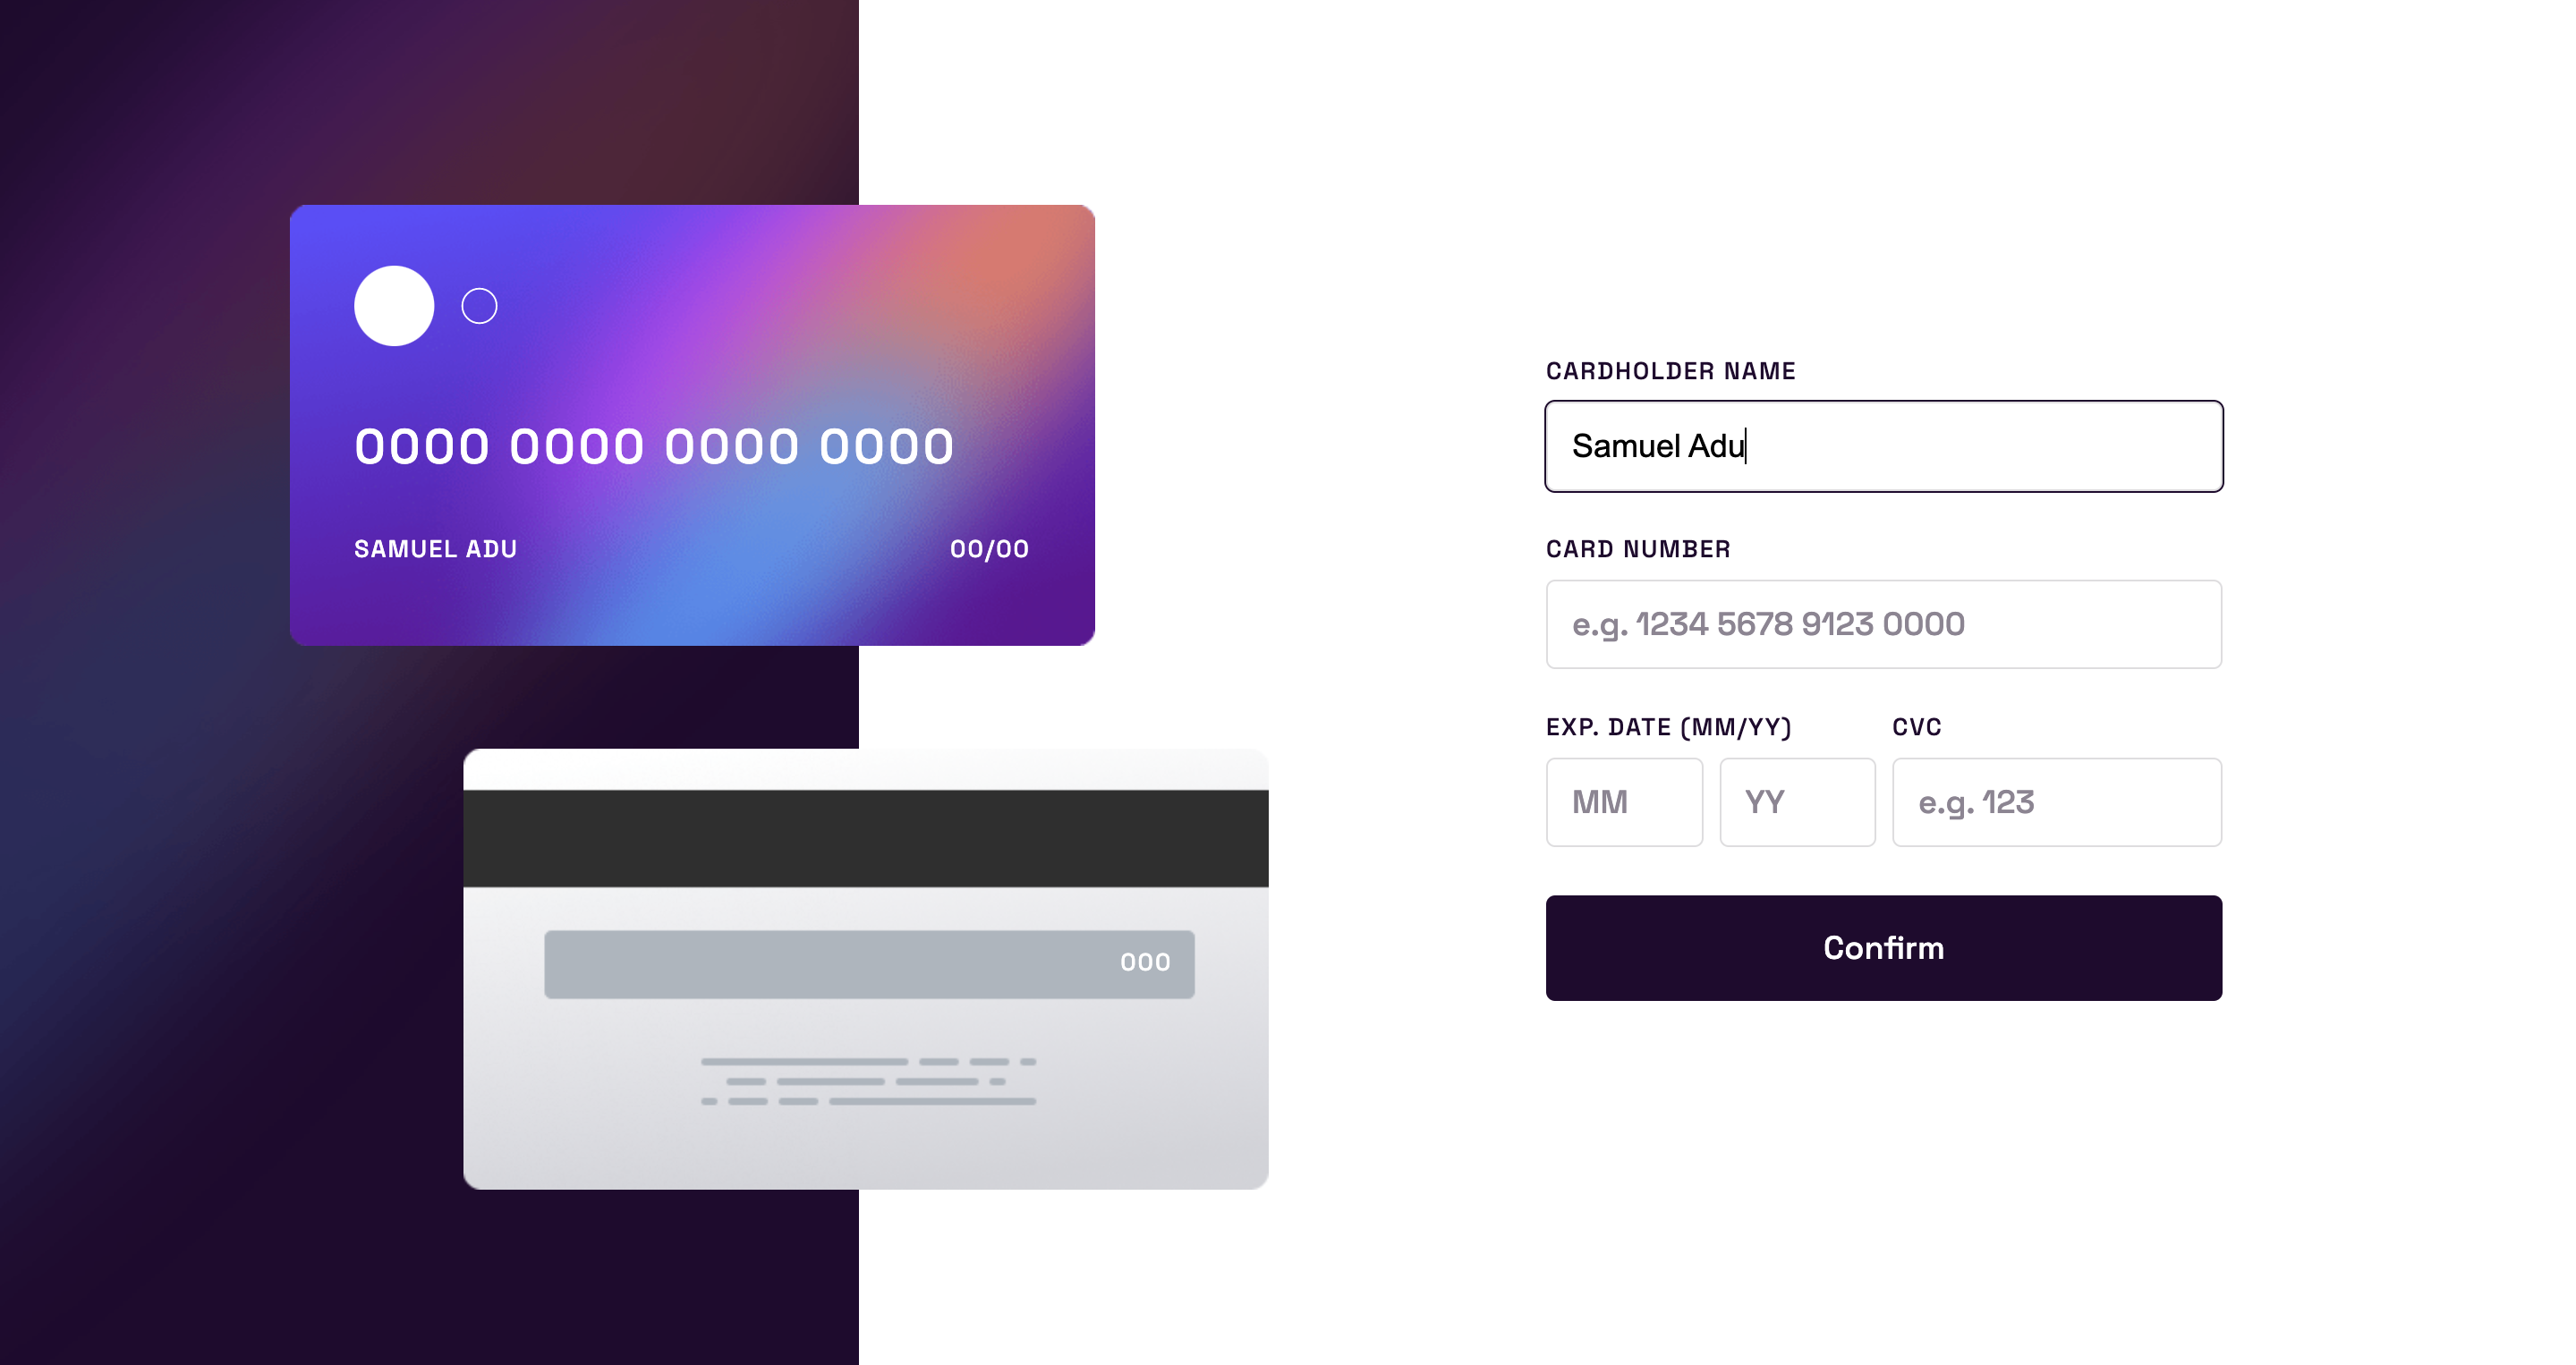 0000 0000 0000 0000
SAMUEL ADU 00/00
000
CARDHOLDER NAME
Samuel Adu
CARD NUMBER
e.g. 1234 5678 9123 0000
EXP. DATE (MM/YY) CVC
MM YY e.g. 123
Confirm